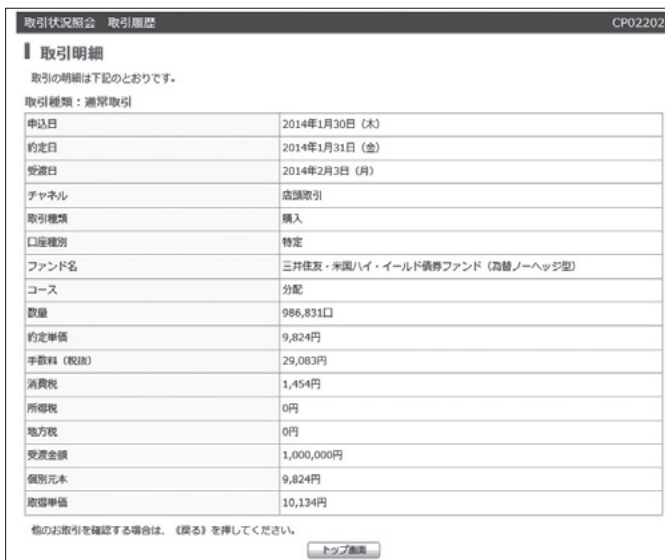 取引状況照会 取引履歴 CP02202
取引明細
取引の明細は下記のとおりです。
取引種類:通常取引
申込日 2014年1月30日(木)
約定日 2014年1月31日(金)
受渡日 2014年2月3日(月)
チャネル 店頭取引
取引種類 購入
口座種別 特定
ファンド名 三井住友・米国ハイ・イールド債券ファンド(為替ノーヘッジ型)
コース 分配
数量 986,831口
約定単価 9,824円
手数料(税抜) 29,083円
消費税 1,454円
所得税 0円
地方税 0円
受渡金額 1,000,000円
個別元本 9,824円
取得単価 10,134円
他のお取引を確認する場合は、《戻る》を押してください。
トップ画面